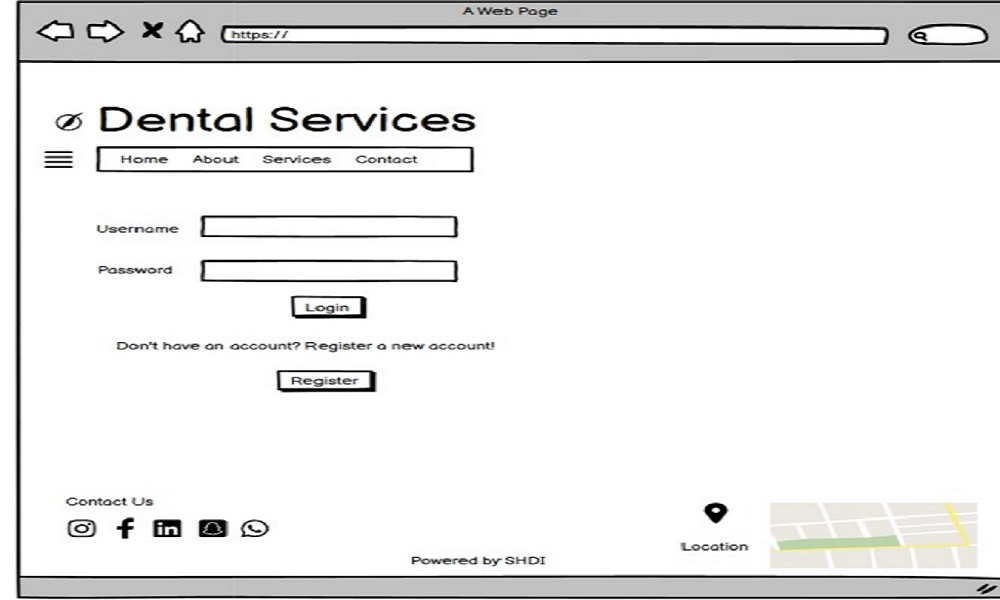 A Web Page
https://
Dental Services
Home About Services Contact
Username
Password
Login
Don't have an account? Register a new account!
Register
Contact Us
Location
Powered by SHDI